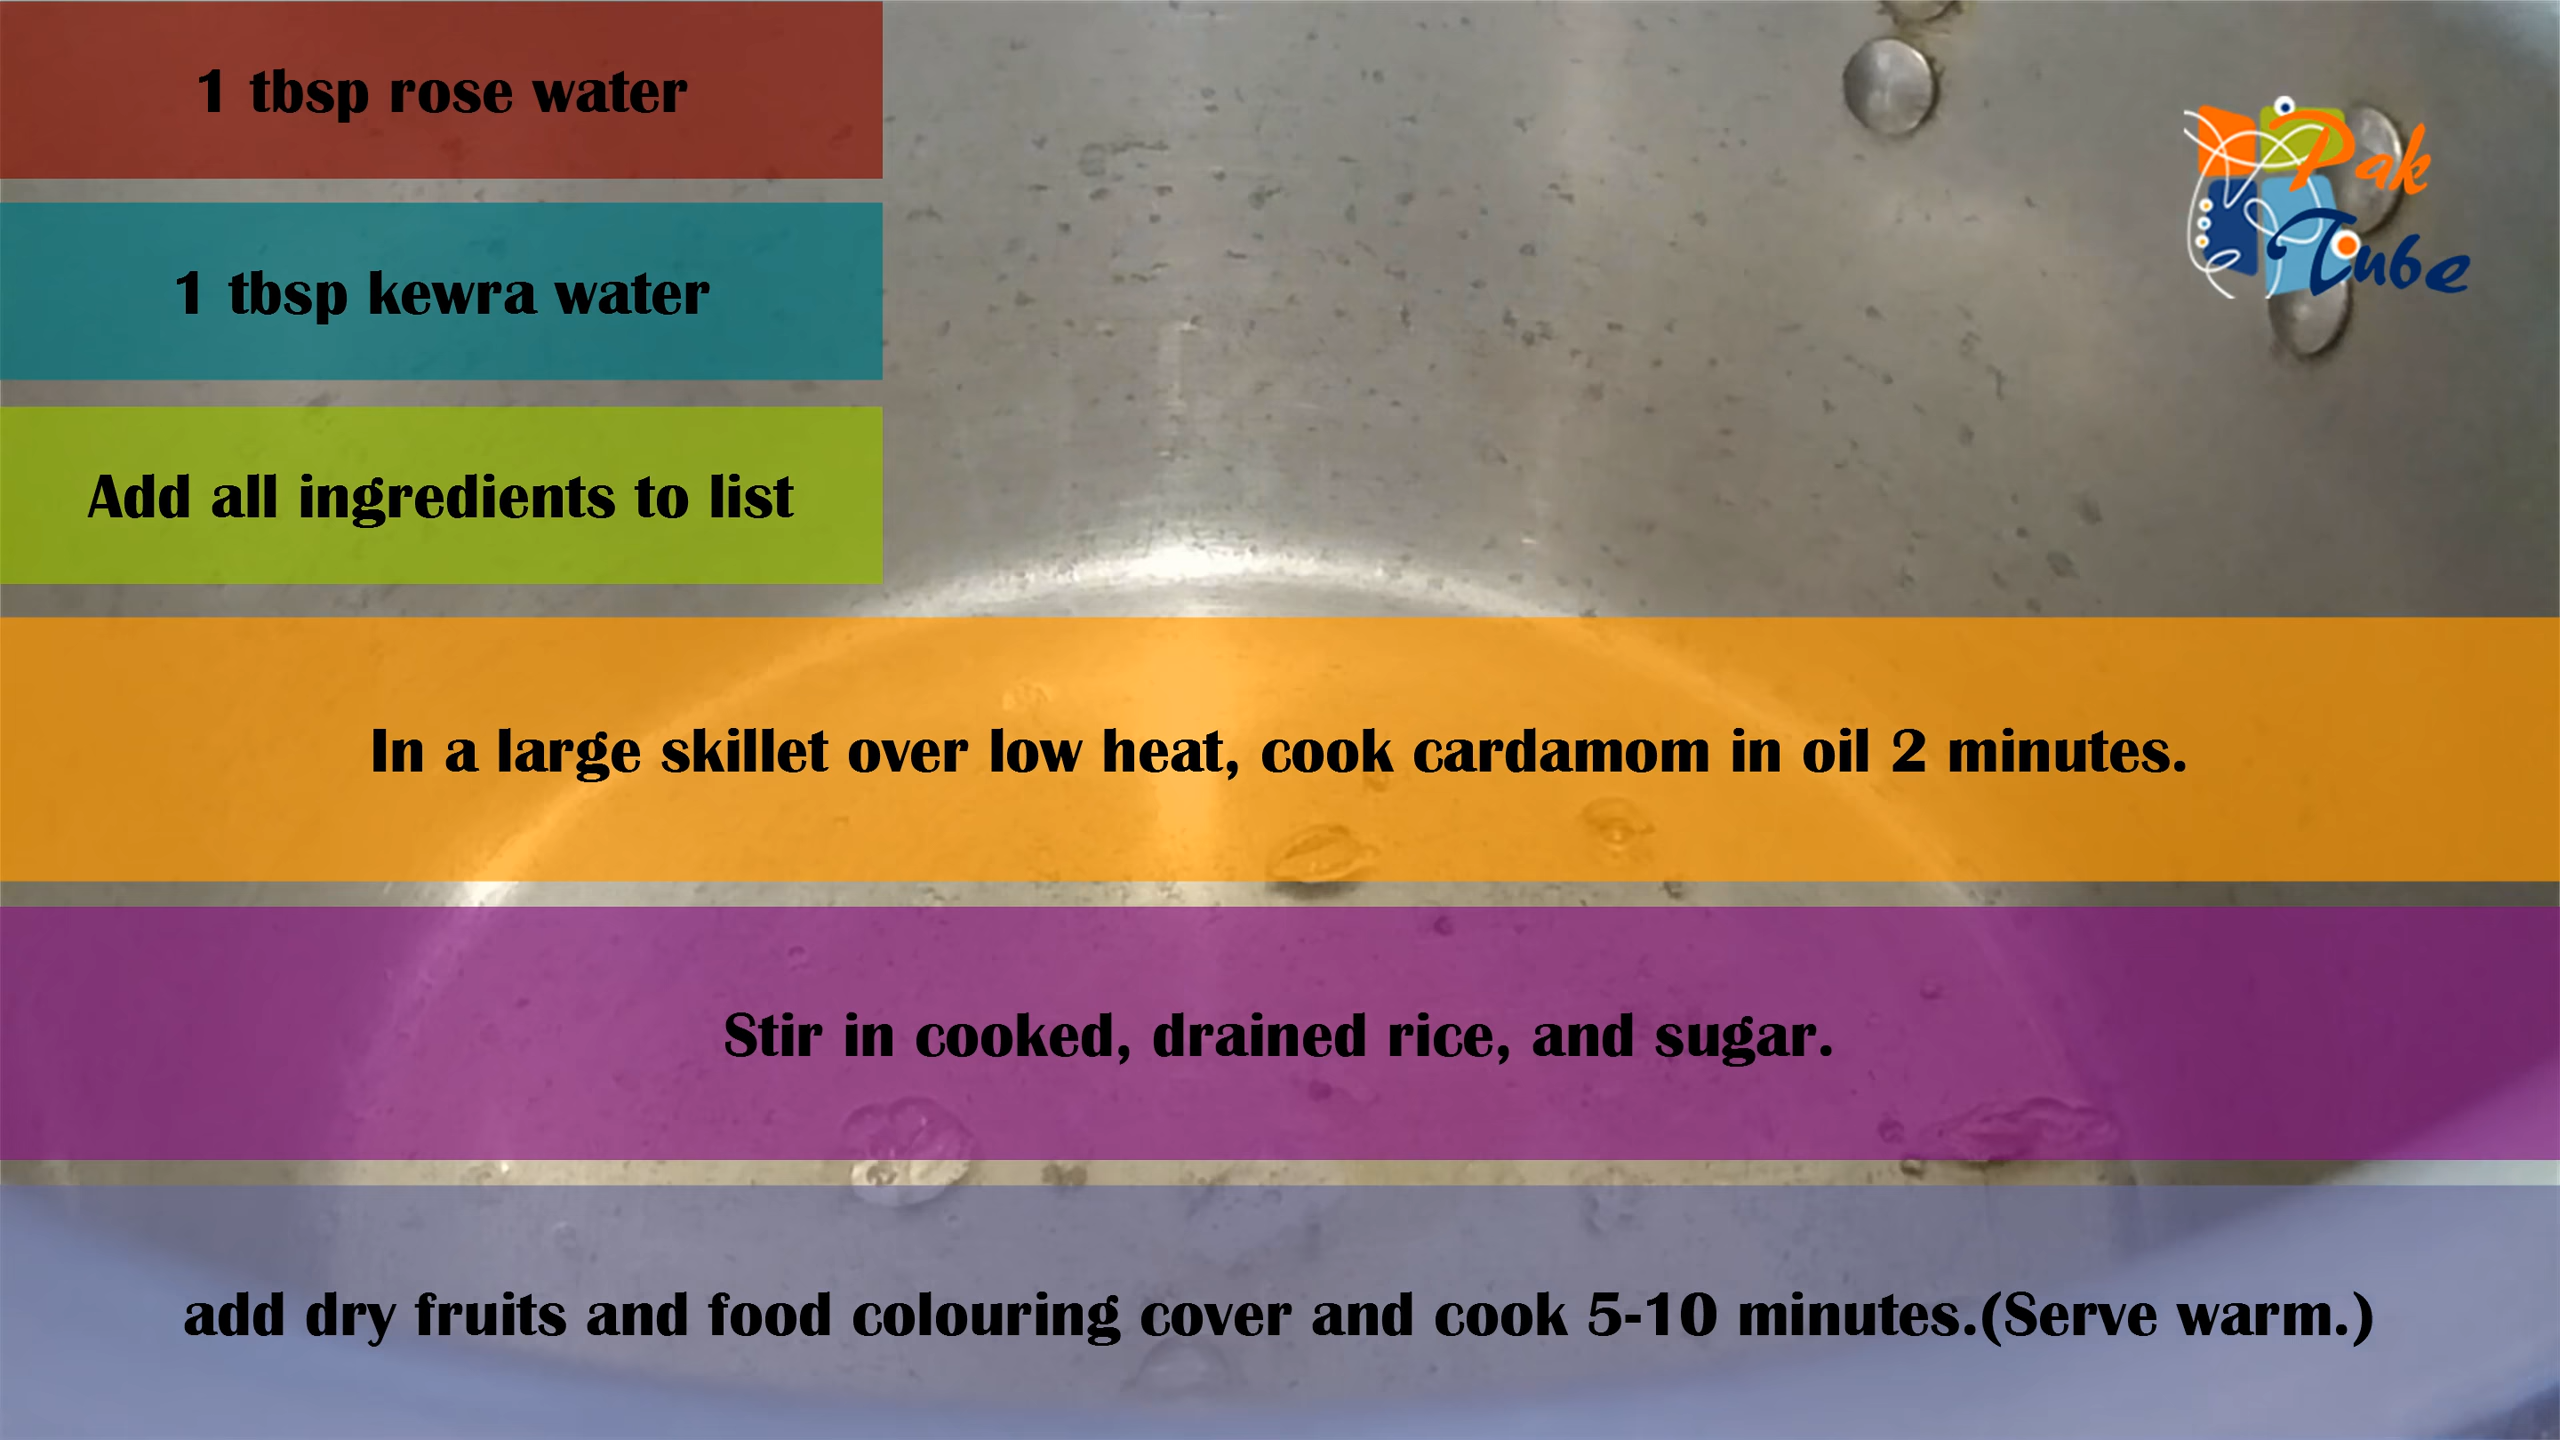 1 tbsp rose water
1 tbsp kewra water
Add all ingredients to list
Pak
Tube
In a large skillet over low heat, cook cardamom in oil 2 minutes.
Stir in cooked, drained rice, and sugar.
add dry fruits and food colouring cover and cook 5-10 minutes.(Serve warm.)